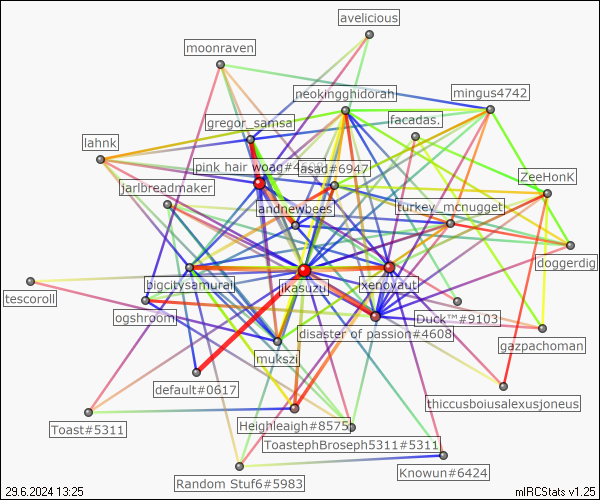 avelicious
moonraven
neokingghidorah
mingus4742
facadas.
gregor_samsa
lahnk
pink hair woag#4
asad#6947
ZeeHonK
jarlbreadmaker
andnewbees
turkey_mcnugget
doggerdig
bigcitysamurai
jikasuzu
xenovaut
tescoroll
ogshroom
Duck™#9103
disaster of passion#4608
gazpachoman
mukszi
default#0617
thiccusboiusalexusjoneus
Toast#5311
Heighleaigh#8575
ToastephBroseph5311#5311
Knowun#6424
Random Stuf6#5983
29.6.2024 13:25
mIRCStats v1.25